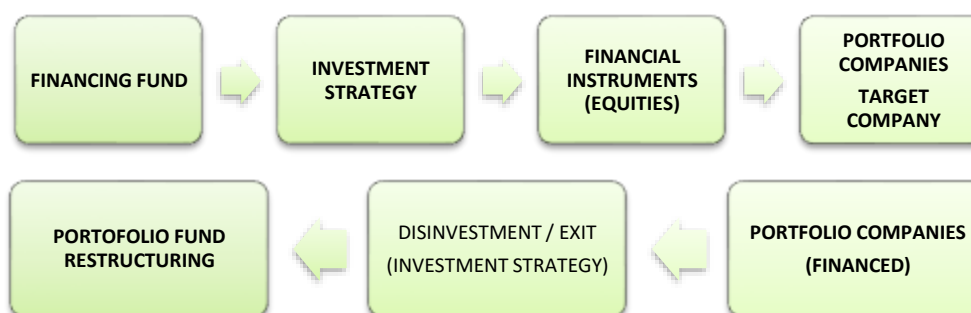 FINANCING FUND
INVESTMENT
STRATEGY
FINANCIAL
INSTRUMENTS
(EQUITIES)
PORTFOLIO
COMPANIES
TARGET
COMPANY
PORTOFOLIO FUND
RESTRUCTURING
DISINVESTMENT / EXIT
(INVESTMENT STRATEGY)
PORTFOLIO COMPANIES
(FINANCED)